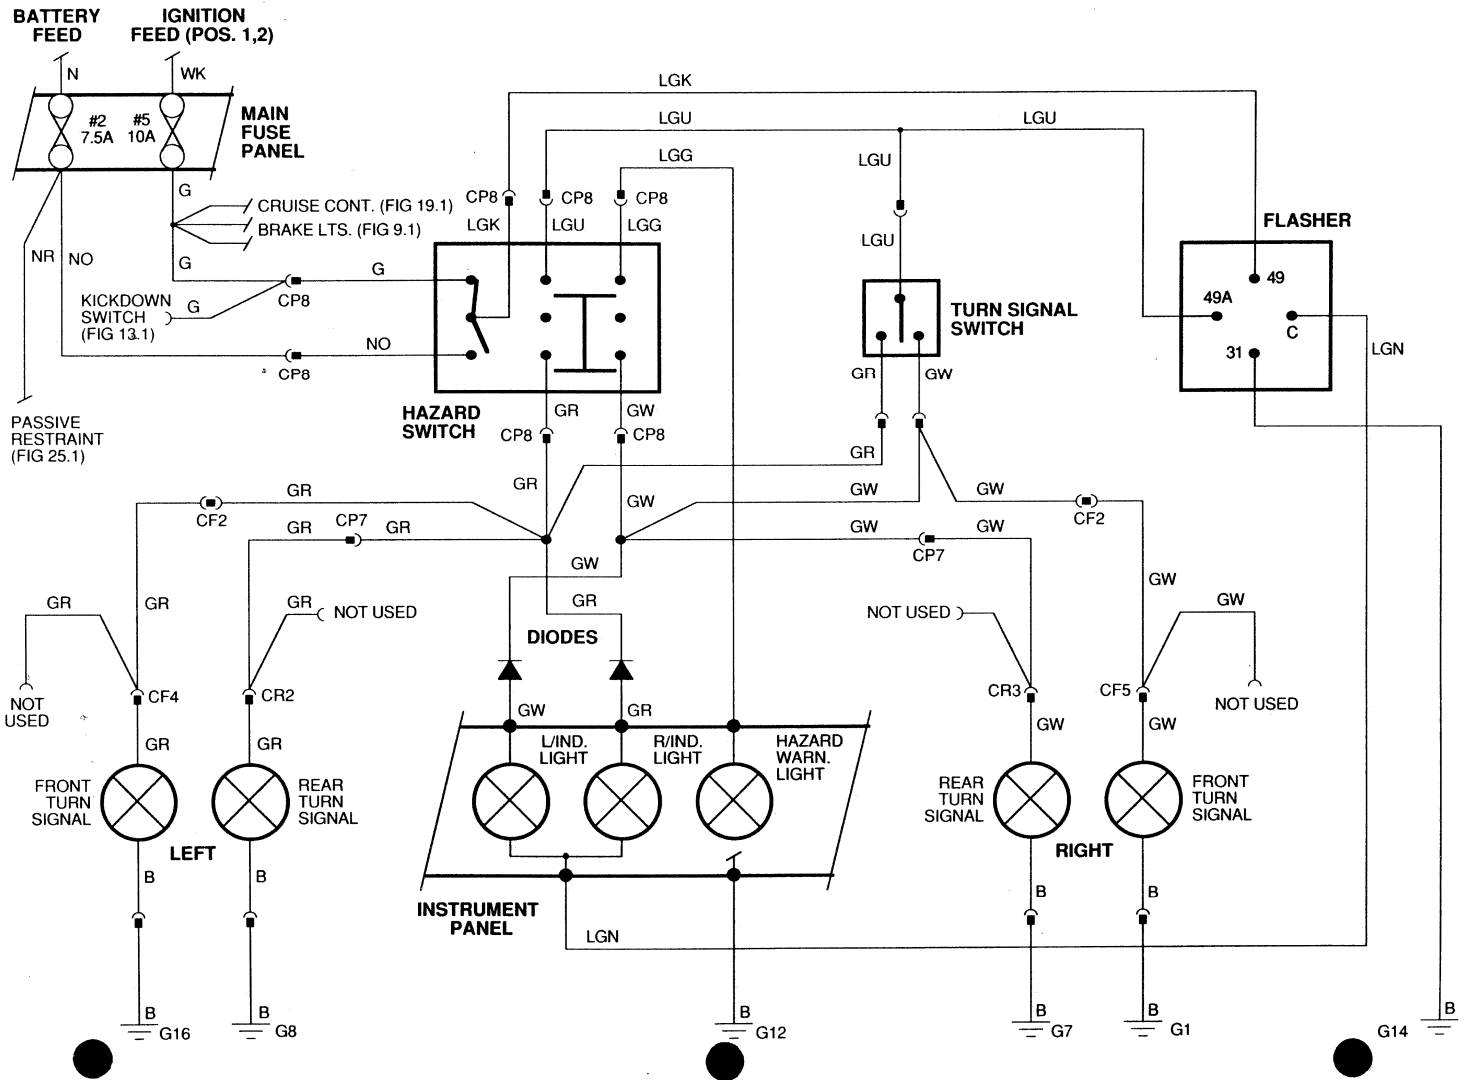 BATTERY
FEED
IGNITION
FEED (POS. 1,2)
N
WK
#2
7.5A
#5
10A
MAIN
FUSE
PANEL
LGK
LGU
LGU
LGG
LGU
G
CRUISE CONT. (FIG 19.1)
BRAKE LTS. (FIG 9.1)
CP8
CP8
CP8
LGK
LGU
LGG
LGU
FLASHER
NR
NO
G
G
CP8
KICKDOWN
SWITCH
(FIG 13.1)
G
NO
CP8
TURN SIGNAL
SWITCH
49
49A
C
31
LGN
GR
GW
PASSIVE
RESTRAINT
(FIG 25.1)
HAZARD
SWITCH
GR
GW
CP8
CP8
GR
GR
GW
GR
CF2
GW
GW
CF2
GR
CP7
GR
GW
CP7
GW
GW
GR
GW
GR
GR
GR
NOT USED
NOT USED
GW
DIODES
NOT
USED
CF4
CR2
CR3
CF5
NOT USED
GW
GR
GW
GW
GR
GR
L/IND.
LIGHT
R/IND.
LIGHT
HAZARD
WARN.
LIGHT
FRONT
TURN
SIGNAL
REAR
TURN
SIGNAL
REAR
TURN
SIGNAL
FRONT
TURN
SIGNAL
LEFT
RIGHT
B
B
B
B
INSTRUMENT
PANEL
LGN
B
G16
B
G8
B
G12
B
G7
B
G1
G14
B